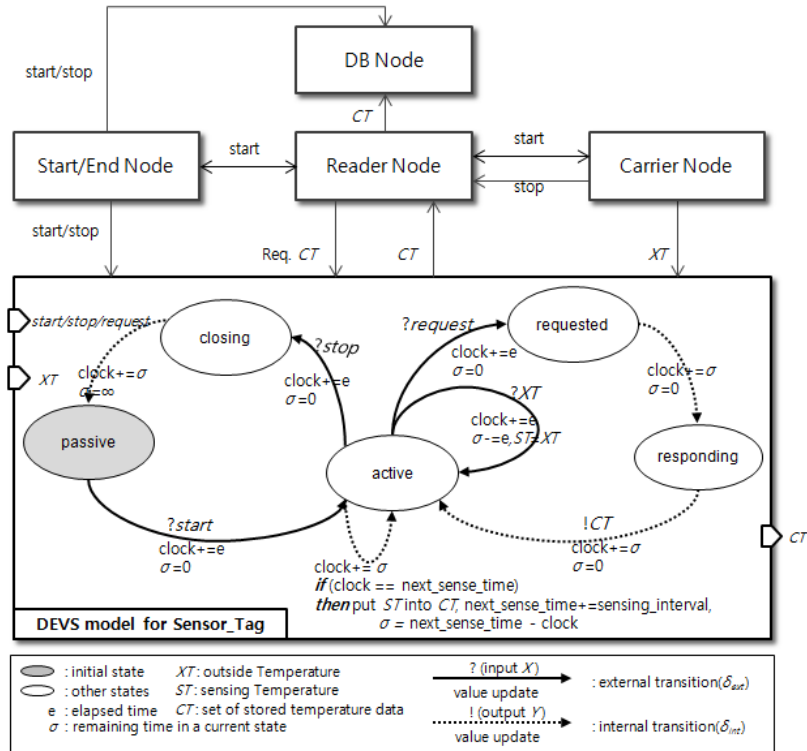 DB Node
start/stop
CT
Start/End Node
start
Reader Node
start
stop
Carrier Node
start/stop
Req. CT
CT
XT
start/stop/request
XT
closing
?stop
clock+=e
σ=0
clock+=σ
σ=∞
passive
?request
clock+=e
σ=0
requested
?XT
clock+=e
σ-=e,ST=XT
clock+=σ
σ=0
active
responding
?start
clock+=e
σ=0
!CT
clock+=σ
σ=0
CT
clock+= σ
if (clock == next_sense_time)
then put ST into CT, next_sense_time+=sensing_interval,
σ = next_sense_time - clock
DEVS model for Sensor_Tag
: initial state
: other states
e : elapsed time
σ : remaining time in a current state
XT : outside Temperature
ST : sensing Temperature
CT : set of stored temperature data
? (input X)
value update
: external transition(δext)
! (output Y)
value update
: internal transition(δint)